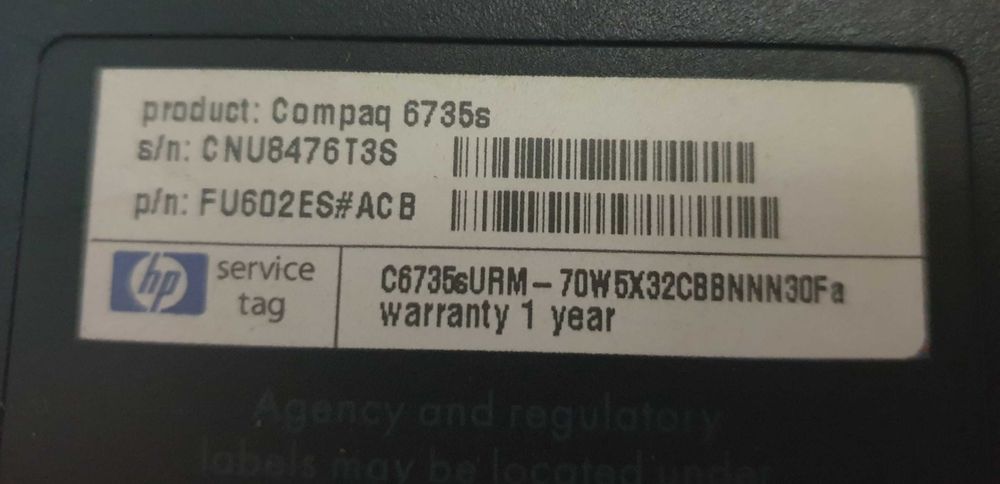 product: Compaq 6735s
s/n: CNU8476T3S
p/n: FU602ES#ACB
hp
service
tag
C6735sURM-70W5X32CBBNNN30Fa
warranty 1 year
Agency and regulatory
labels may be located under